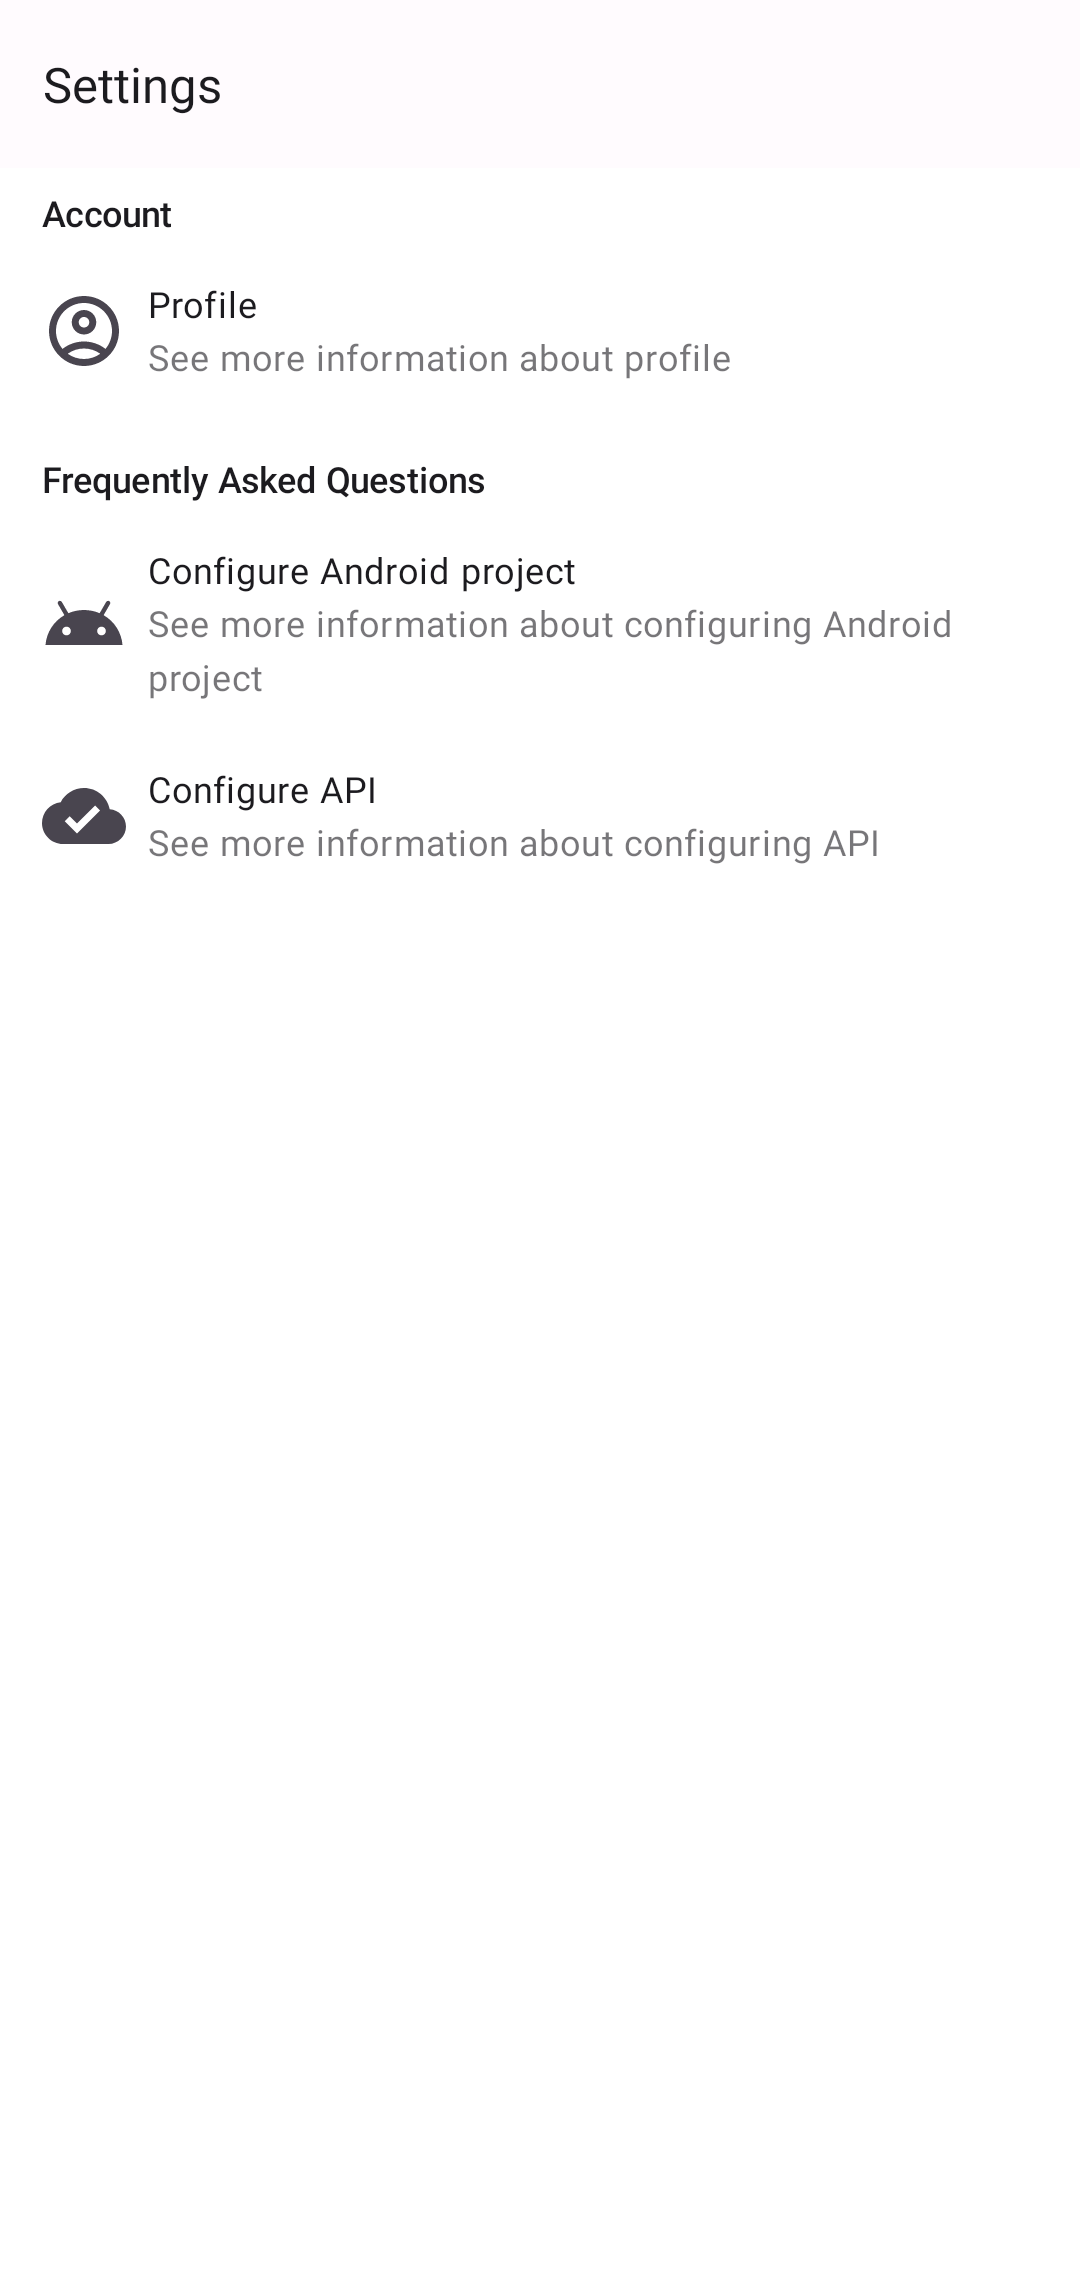 Settings
Account
Profile
See more information about profile
Frequently Asked Questions
Configure Android project
See more information about configuring Android
project
Configure API
See more information about configuring API